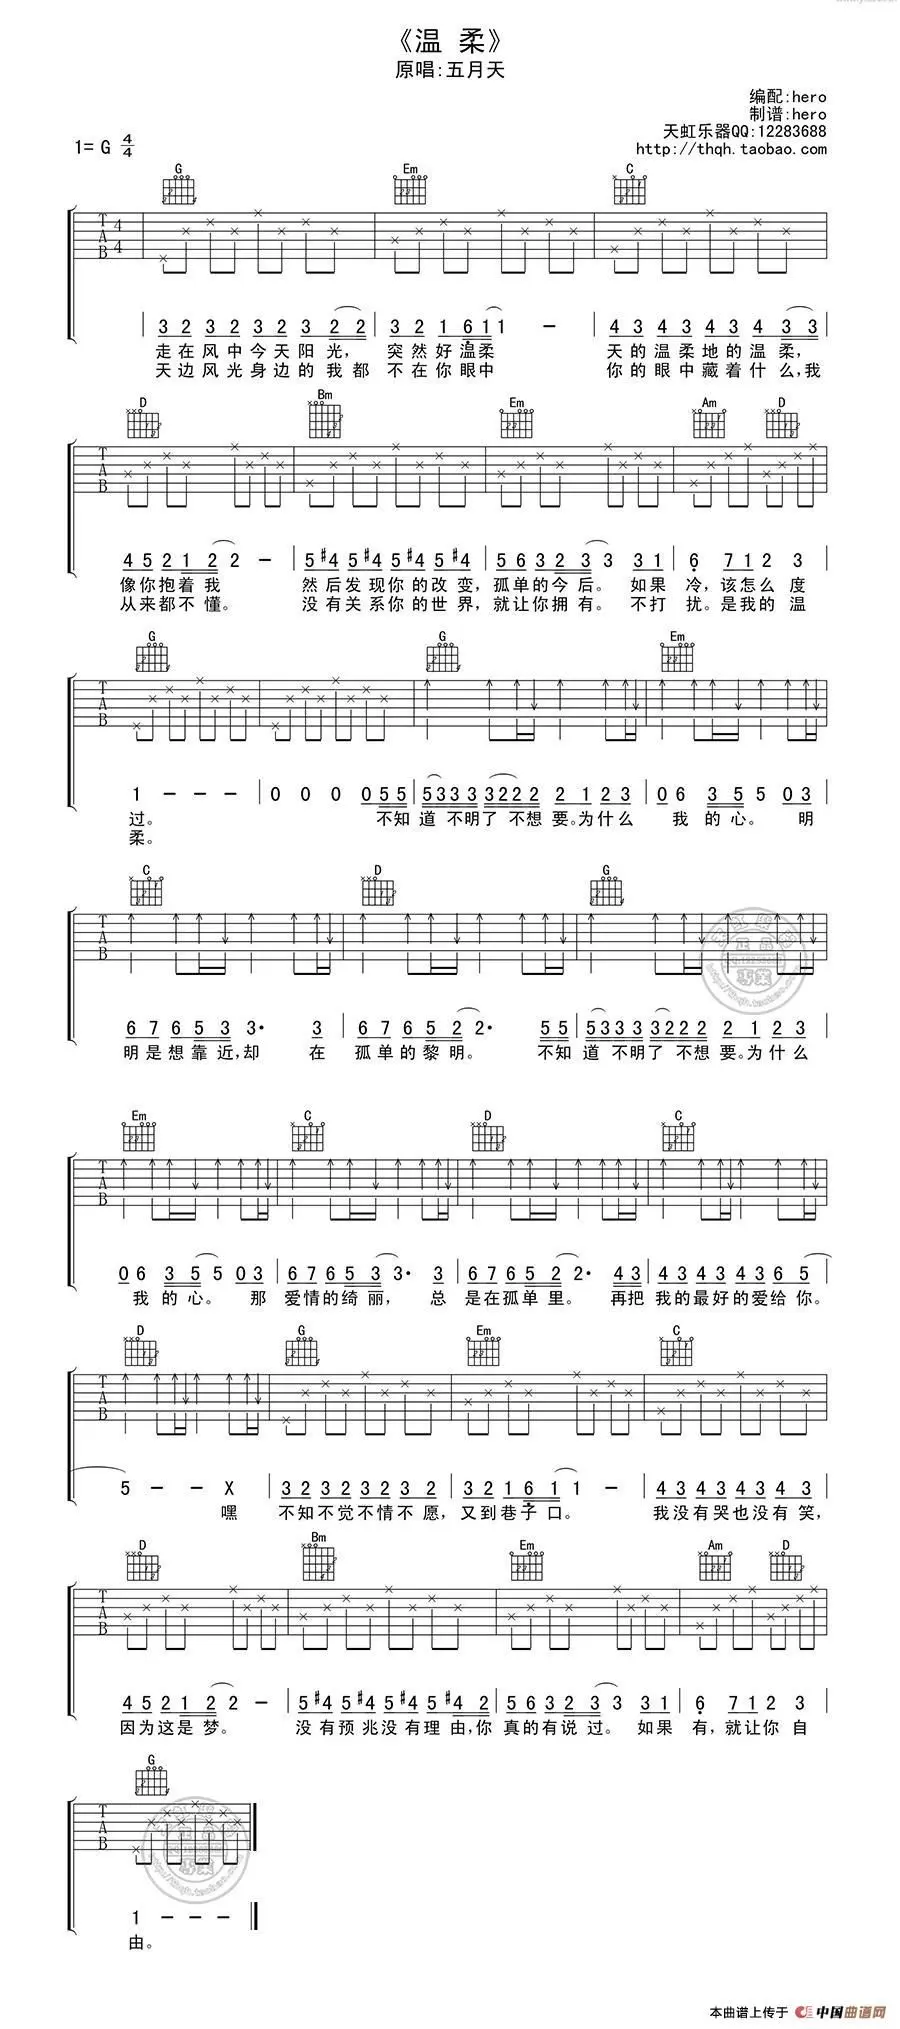 《温 柔》
原唱:五月天
编配:hero
制谱:hero
天虹乐器QQ:12283688
1= G 4/4
http://thqh.taobao.com
G Em C
T A B 4 4
3 2 3 2 3 2 3 2 2 | 3 2 1 6 1 1 - | 4 3 4 3 4 3 4 3 3
走在风中今天阳光, 突然好温柔 天的温柔地的温柔,
天边风光身边的我都 不在你眼中 你的眼中藏着什么,我
D Bm Em Am D
T A B
4 5 2 1 2 2 - | 5 #4 5 #4 5 #4 5 #4 | 5 6 3 2 3 3 3 1 | 6 7 1 2 3
像你抱着我 然后发现你的改变,孤单的今后。如果 冷,该怎么度
从来都不懂。 没有关系你的世界,就让你拥有。不打 扰。是我的温
G G Em
T A B
1 - - - | 0 0 0 0 5 5 | 5 3 3 3 3 3 2 2 2 2 1 2 3 | 0 6 3 5 5 0 3
过。 不知 道 不明了 不想 要。为什么 我 的 心。 明
柔。
C D G
T A B
6 7 6 5 3 3· 3 | 6 7 6 5 2 2· 5 5 | 5 3 3 3 3 3 2 2 2 2 1 2 3
明是想靠近,却 在 孤单的黎明。 不知 道 不明了 不想 要。为什么
Em C D C
T A B
0 6 3 5 5 0 3 | 6 7 6 5 3 3· 3 | 6 7 6 5 2 2· 4 3 | 4 3 4 3 4 3 6 5
我 的 心。 那 爱情的绮丽, 总 是在孤单里。 再把 我的最好的爱给你。
D G Em C
T A B
5 - - X | 3 2 3 2 3 2 3 2 | 3 2 1 6 1 1 - | 4 3 4 3 4 3 4 3
嘿 不知不觉不情不愿,又到巷子口。 我没有哭也没有笑,
D Bm Em Am D
T A B
4 5 2 1 2 2 - | 5 #4 5 #4 5 #4 5 4 2 | 5 6 3 2 3 3 3 1 | 6 7 1 2 3
因为这是梦。 没有预兆没有理由,你 真的有说过。如果 有,就让你自
G
T A B
1 - - -
由。
本曲谱上传于 中国曲谱网